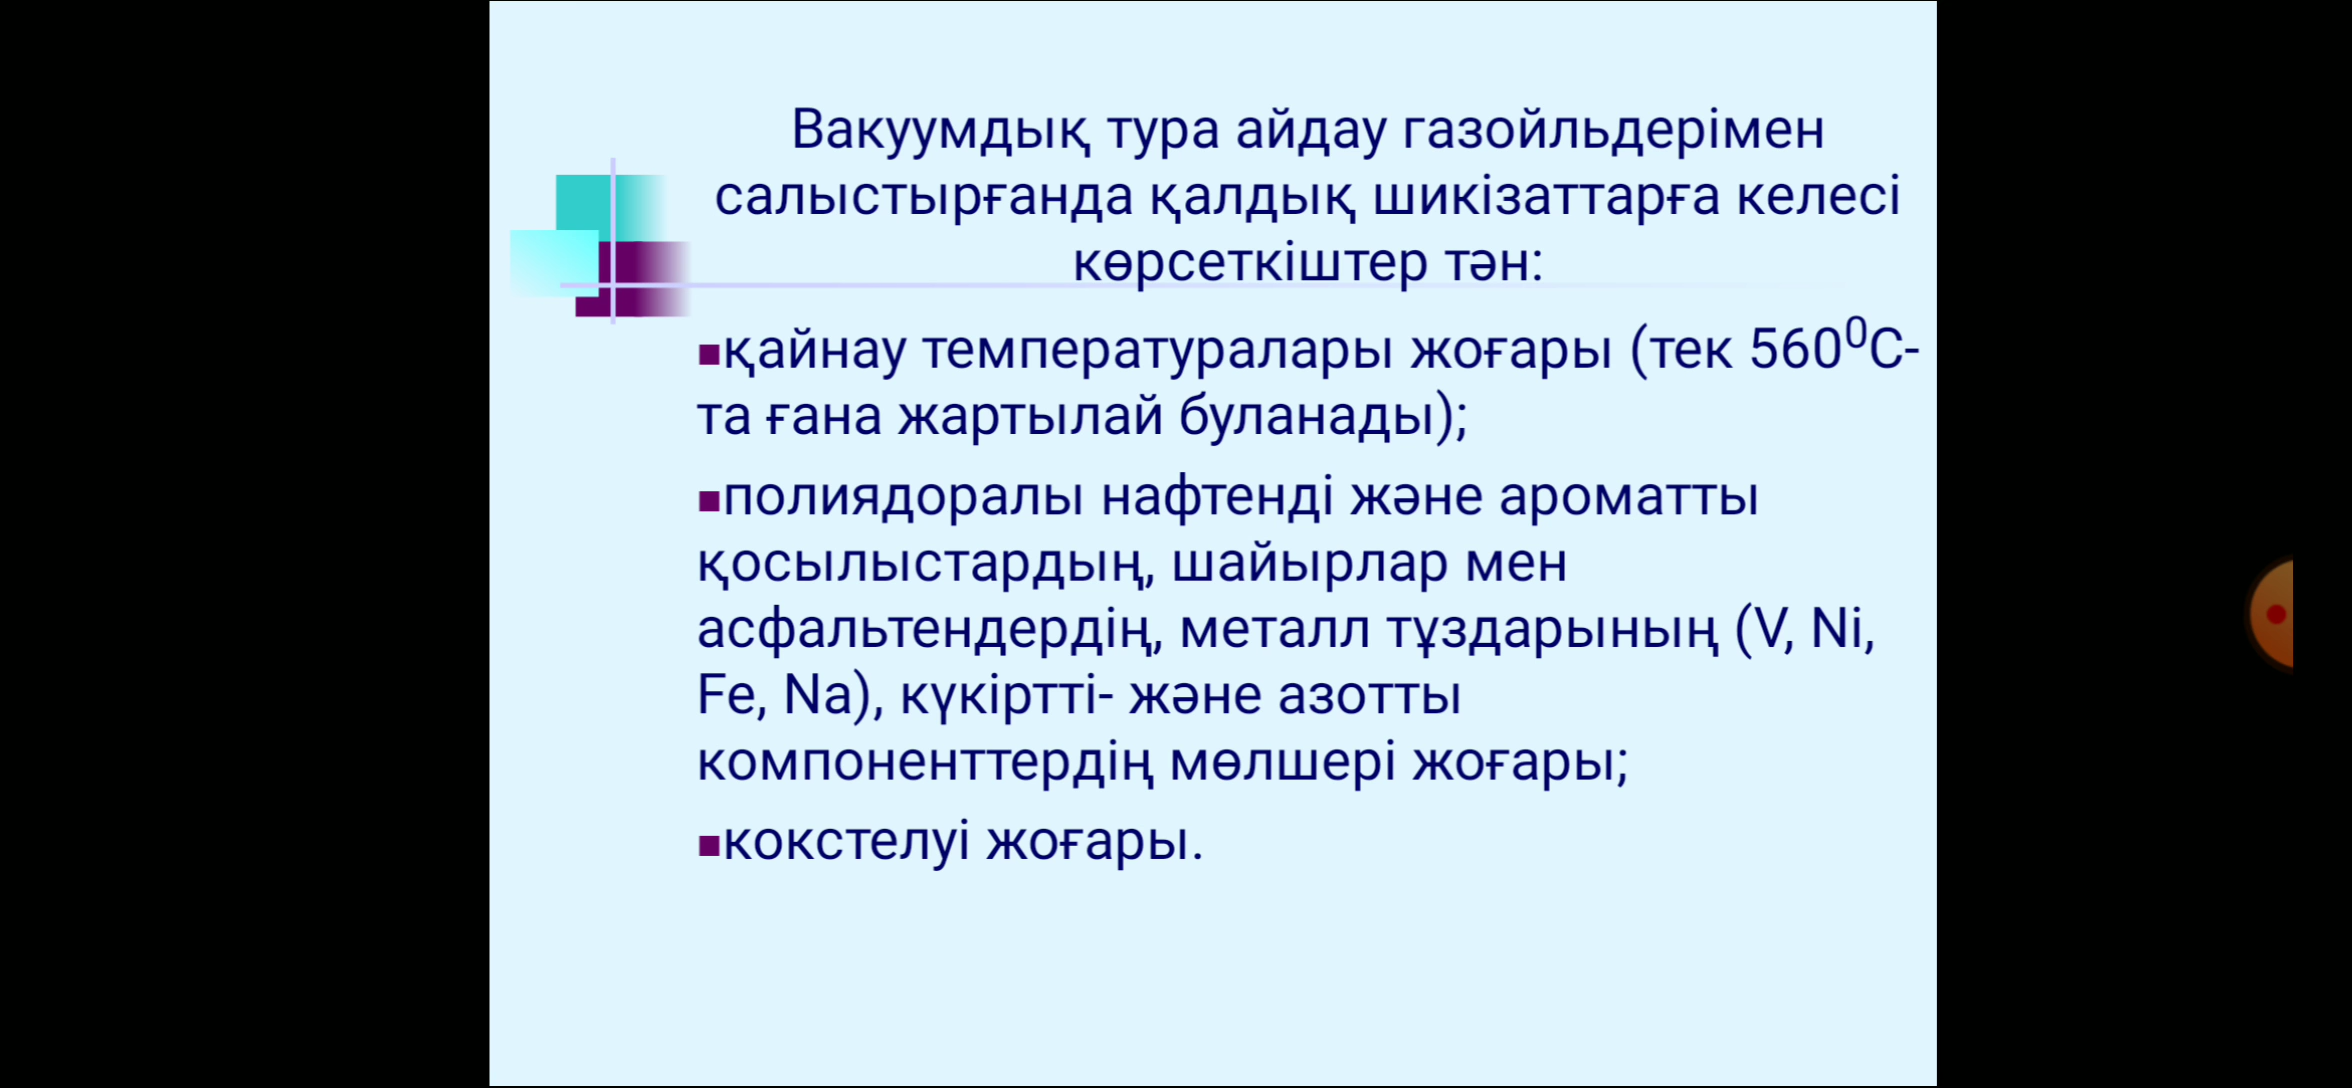 Вакуумдық тура айдау газойльдерімен
салыстырғанда қалдық шикізаттарға келесі
көрсеткіштер тән:
▪қайнау температуралары жоғары (тек 560⁰С-
та ғана жартылай буланады);
▪полиядоралы нафтенді және ароматты
қосылыстардың, шайырлар мен
асфальтендердің, металл тұздарының (V, Ni,
Fe, Na), күкіртті- және азотты
компоненттердің мөлшері жоғары;
▪кокстелуі жоғары.